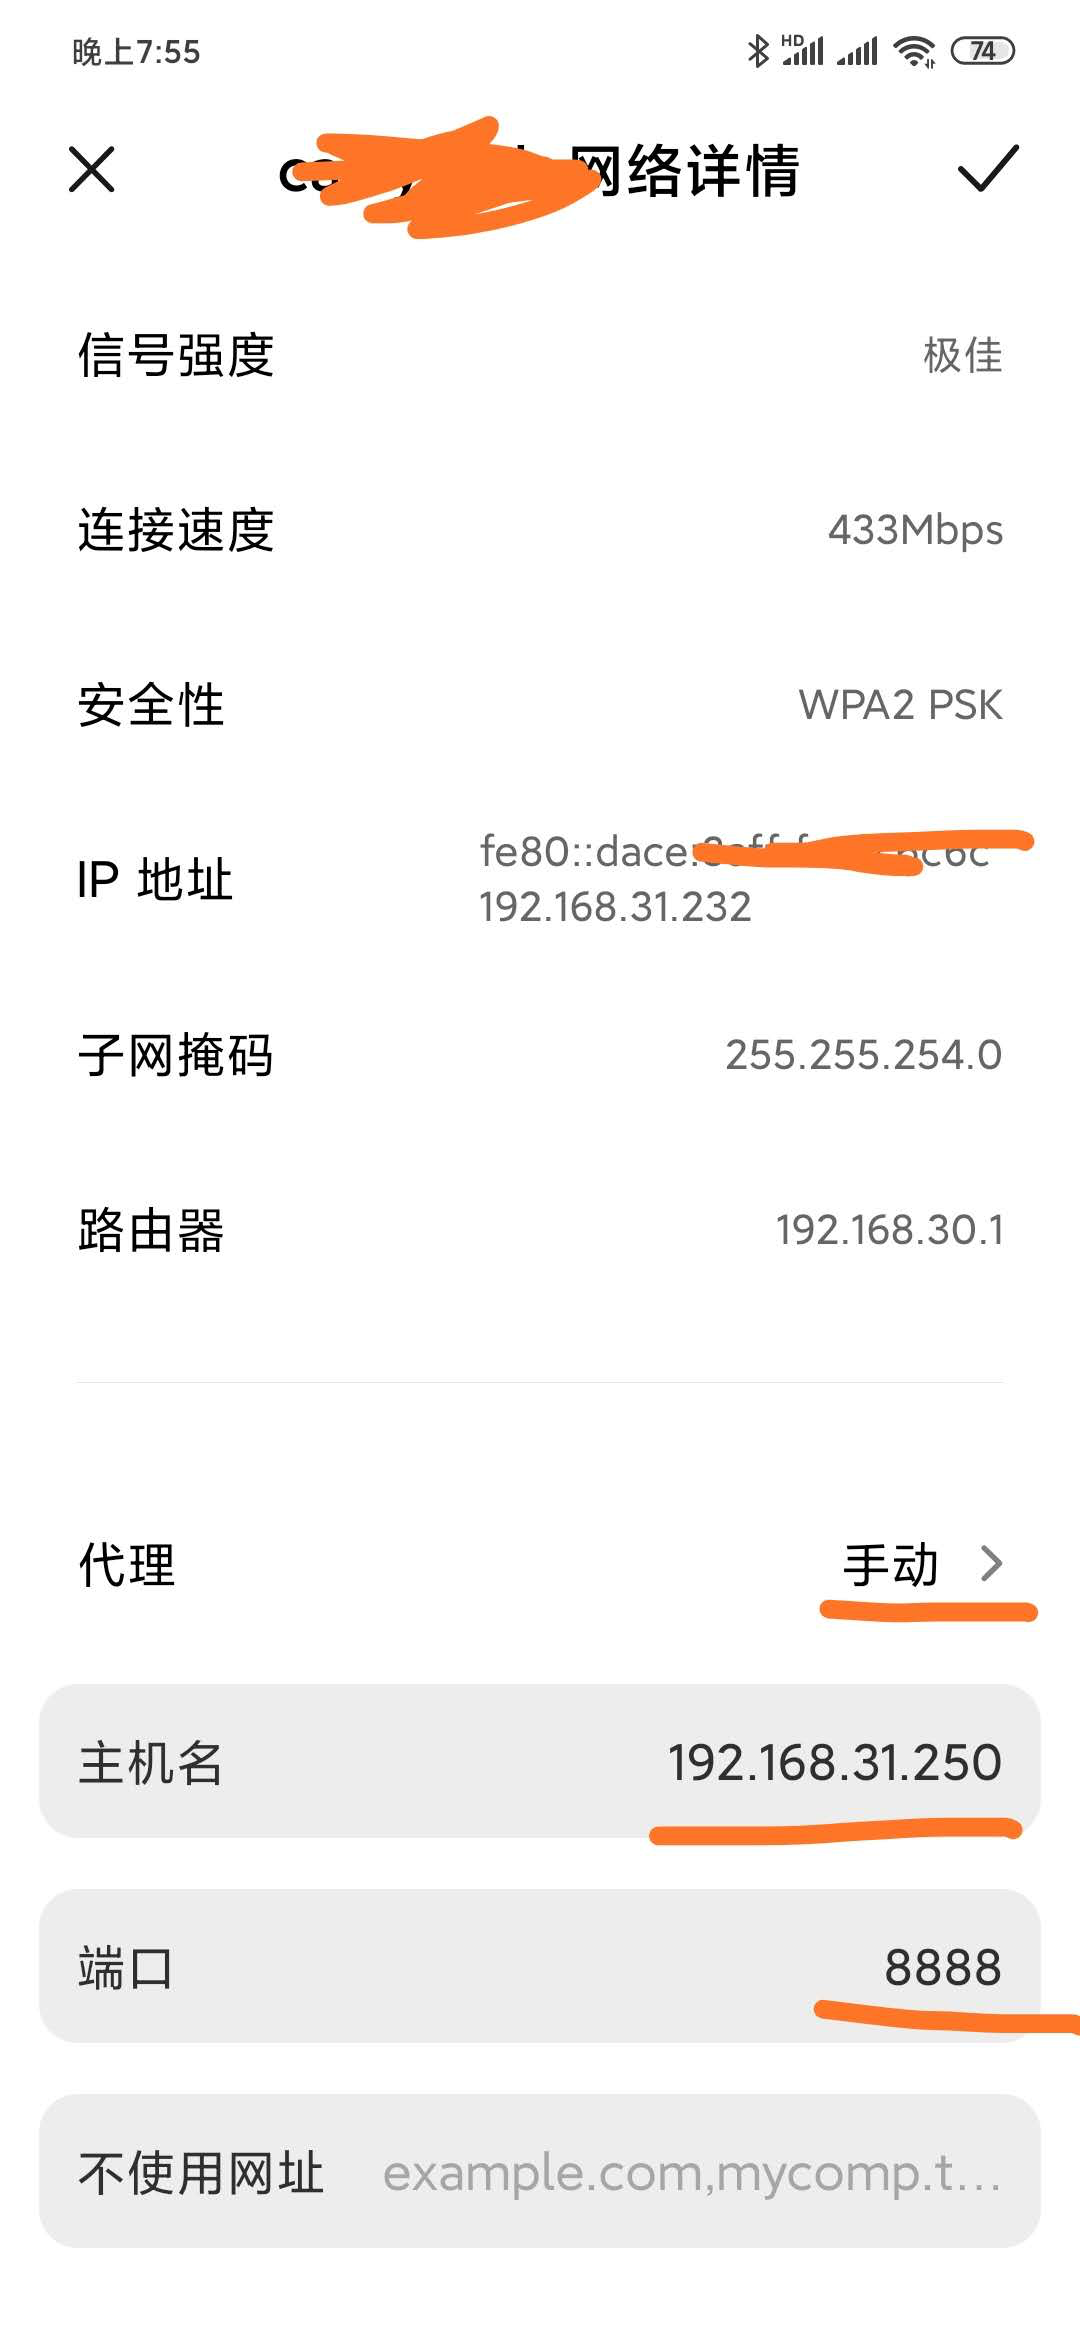 晚上7:55
HD
74
网络详情
信号强度
极佳
连接速度
433Mbps
安全性
WPA2 PSK
IP 地址
fe80::dace:
192.168.31.232
子网掩码
255.255.254.0
路由器
192.168.30.1
代理
手动
主机名
192.168.31.250
端口
8888
不使用网址
example.com,mycomp.t...